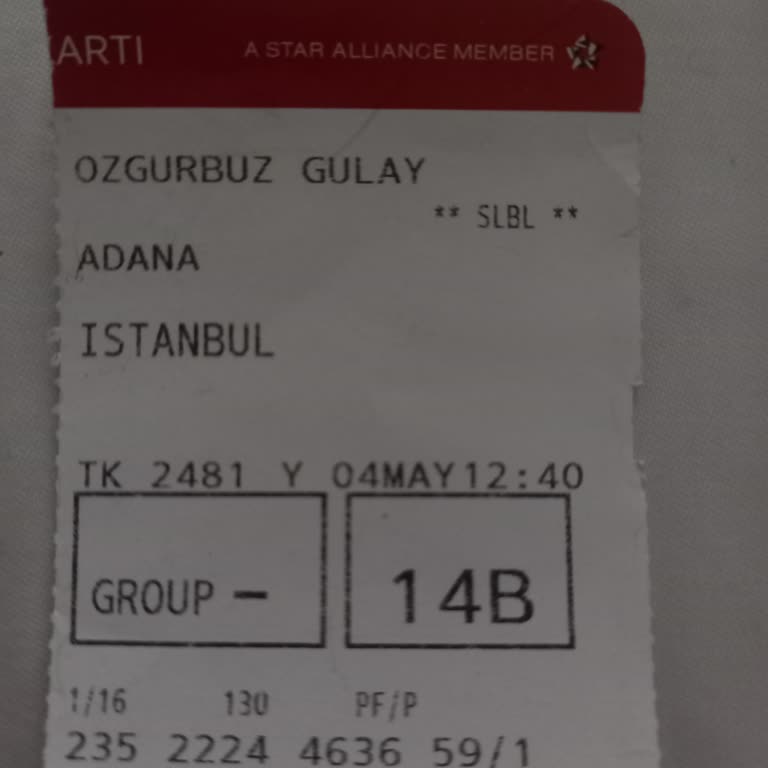 ARTI A STAR ALLIANCE MEMBER
OZGURBUZ GULAY
** SLBL **
ADANA
ISTANBUL
TK 2481 Y 04MAY12:40
GROUP - 14B
1/16 130 PF/P
235 2224 4636 59/1